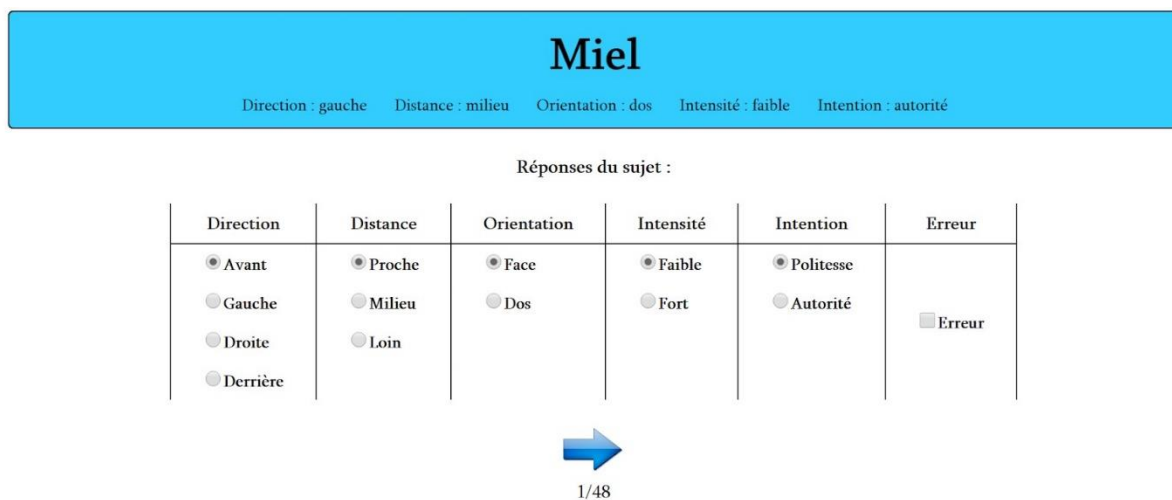 Miel
Direction : gauche Distance : milieu Orientation : dos Intensité : faible Intention : autorité
Réponses du sujet :
Direction Distance Orientation Intensité Intention Erreur
Avant Proche Face Faible Politesse
Gauche Milieu Dos Fort Autorité
Erreur
Droite Loin
Derrière
1/48